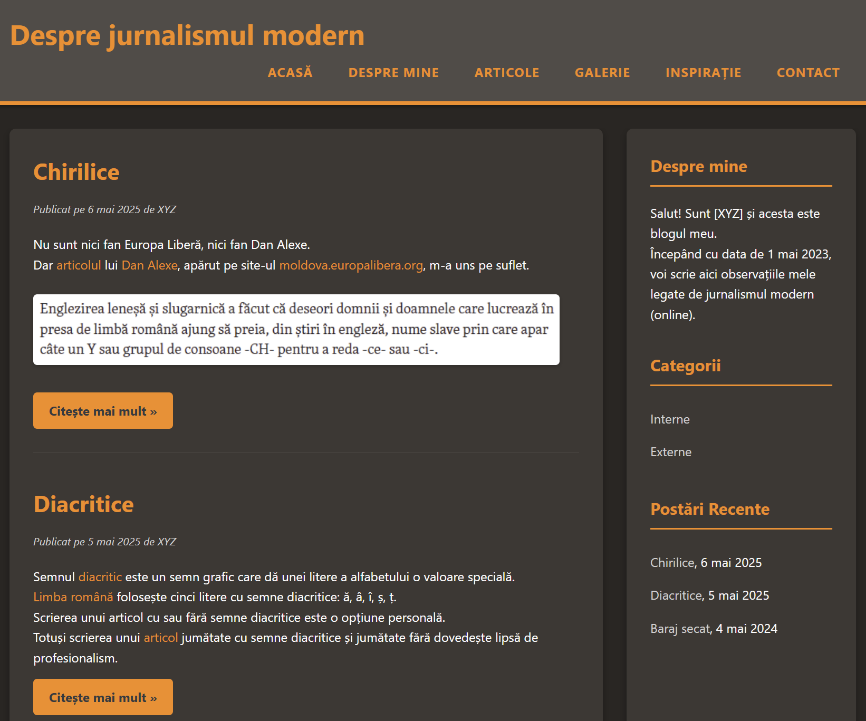 Despre jurnalismul modern
ACASĂ DESPRE MINE ARTICOLE GALERIE INSPIRAȚIE CONTACT
Chirilice
Publicat pe 6 mai 2025 de XYZ
Nu sunt nici fan Europa Liberă, nici fan Dan Alexe.
Dar articolul lui Dan Alexe, apărut pe site-ul moldova.europalibera.org, m-a uns pe suflet.
Englezirea leneșă și slugarnică a făcut că deseori domnii și doamnele care lucrează în
presa de limbă română ajung să preia, din știri în engleză, nume slave prin care apar
câte un Y sau grupul de consoane -CH- pentru a reda -ce- sau -ci-.
Citește mai mult »
Diacritice
Publicat pe 5 mai 2025 de XYZ
Semnul diacritic este un semn grafic care dă unei litere a alfabetului o valoare specială.
Limba română folosește cinci litere cu semne diacritice: ă, â, î, ș, ț.
Scrierea unui articol cu sau fără semne diacritice este o opțiune personală.
Totuși scrierea unui articol jumătate cu semne diacritice și jumătate fără dovedește lipsă de
profesionalism.
Citește mai mult »
Despre mine
Salut! Sunt [XYZ] și acesta este
blogul meu.
Începând cu data de 1 mai 2023,
voi scrie aici observațiile mele
legate de jurnalismul modern
(online).
Categorii
Interne
Externe
Postări Recente
Chirilice, 6 mai 2025
Diacritice, 5 mai 2025
Baraj secat, 4 mai 2024